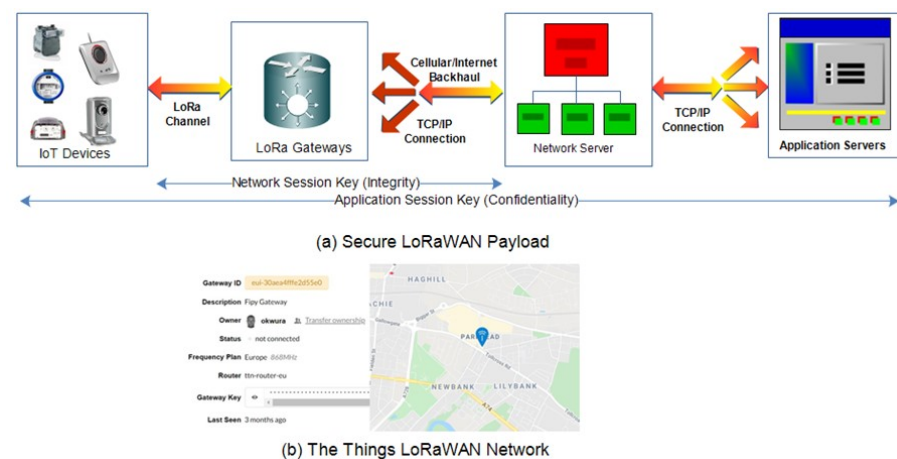 Cellular/Internet
Backhaul
LoRa
Channel
TCP/IP
Connection
TCP/IP
Connection
IoT Devices
LoRa Gateways
Network Server
Application Servers
Network Session Key (Integrity)
Application Session Key (Confidentiality)
(a) Secure LoRaWAN Payload
Gateway ID eui-30aea4fffe2d55e0
Description Fipy Gateway
Owner okwura Transfer ownership
Status not connected
Frequency Plan Europe 868MHz
Router ttn-router-eu
Gateway Key
Last Seen 3 months ago
HAGHILL
ACHIE
PARKHEAD
NEWBANK
LILYBANK
A74
(b) The Things LoRaWAN Network